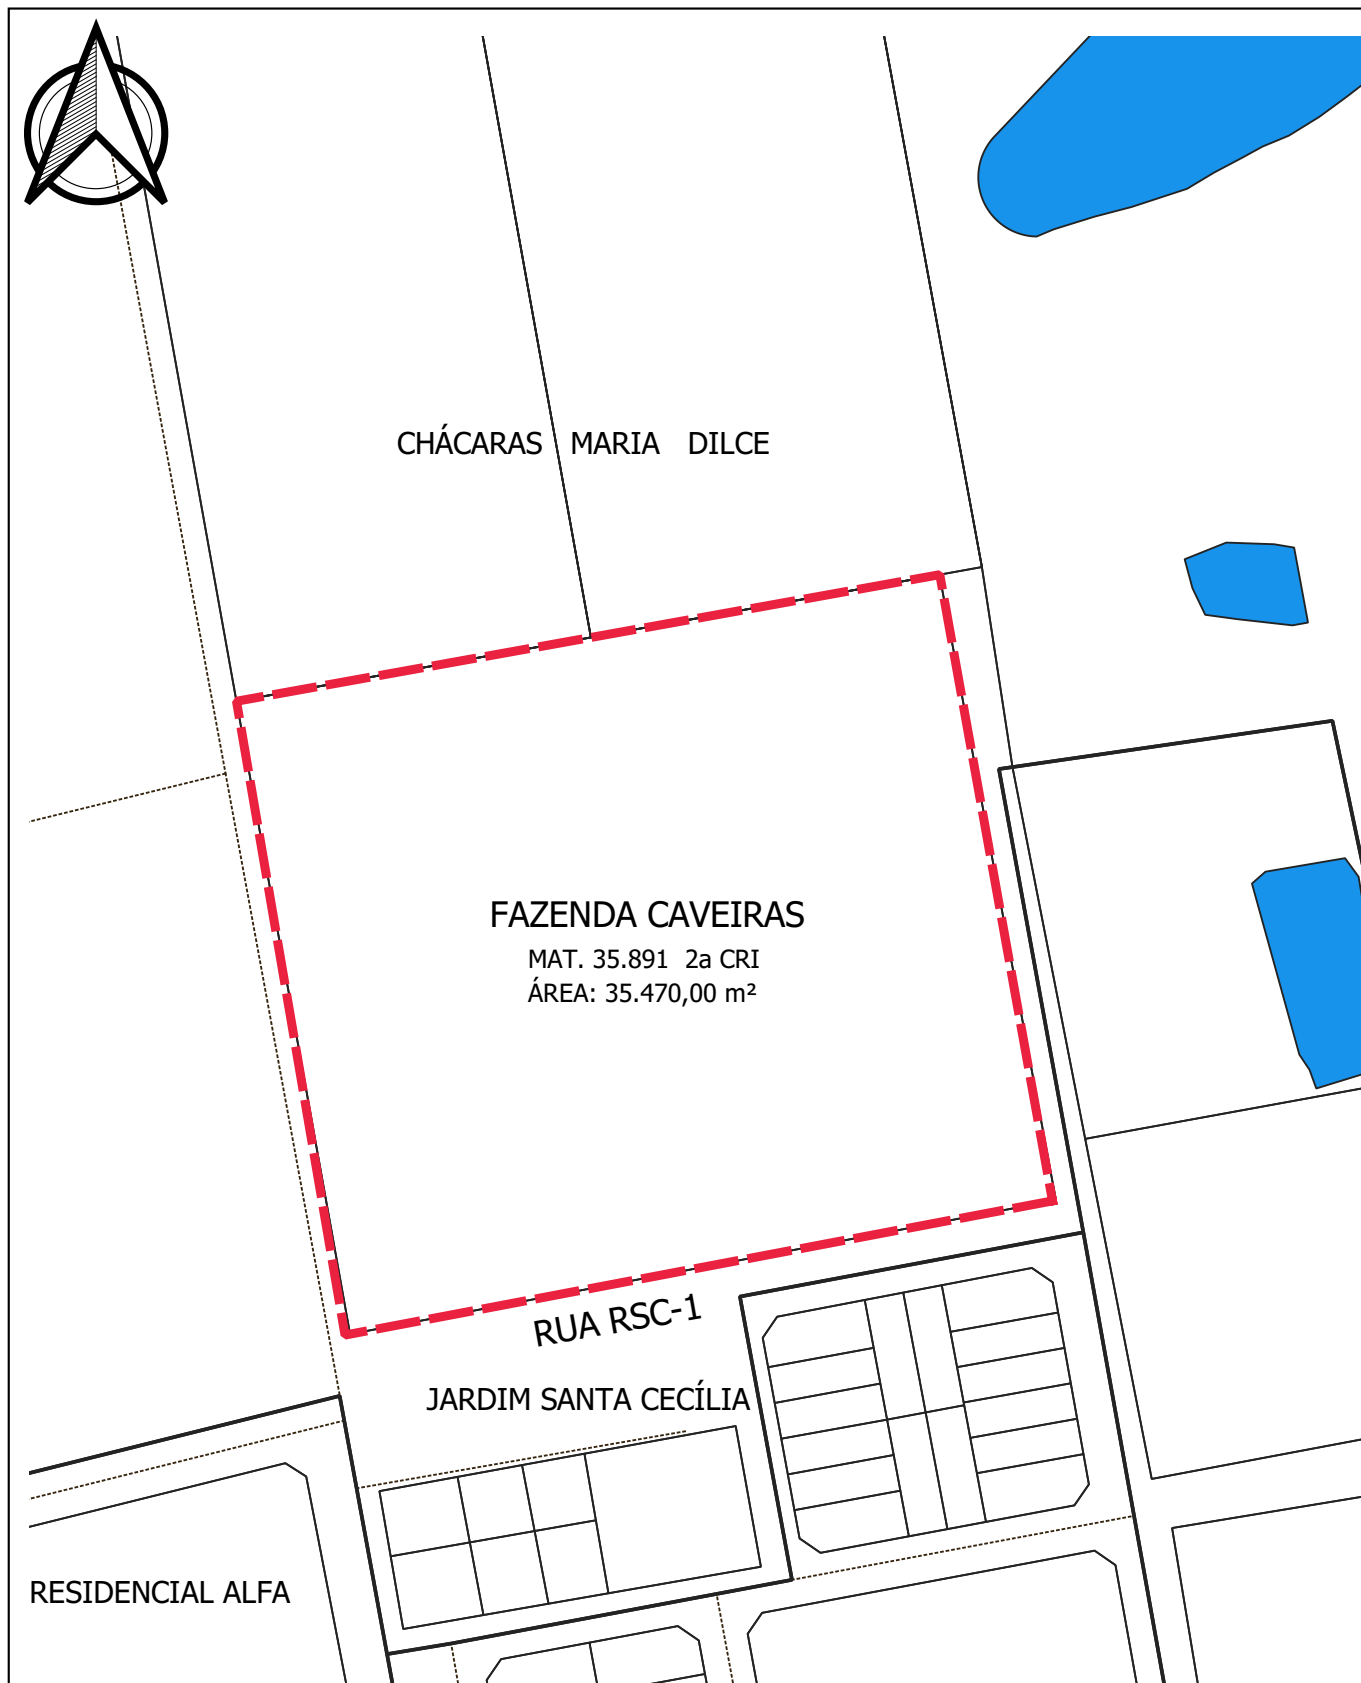 CHÁCARAS MARIA DILCE
FAZENDA CAVEIRAS
MAT. 35.891 2a CRI
ÁREA: 35.470,00 m²
RUA RSC-1
JARDIM SANTA CECÍLIA
RESIDENCIAL ALFA